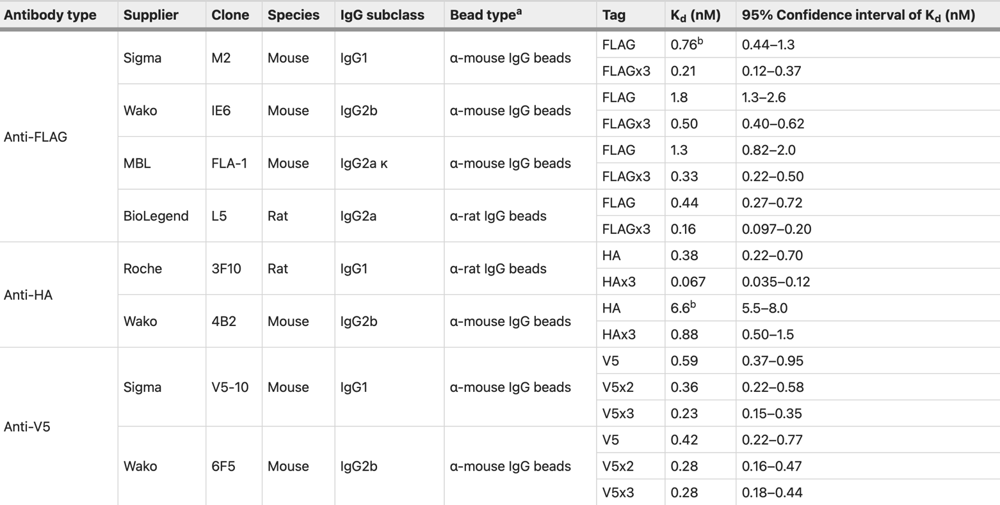 Antibody type Supplier Clone Species IgG subclass Bead typeᵃ Tag Kd (nM) 95% Confidence interval of Kd (nM)
Anti-FLAG Sigma M2 Mouse IgG1 α-mouse IgG beads FLAG 0.76ᵇ 0.44–1.3
FLAGx3 0.21 0.12–0.37
Wako IE6 Mouse IgG2b α-mouse IgG beads FLAG 1.8 1.3–2.6
FLAGx3 0.50 0.40–0.62
MBL FLA-1 Mouse IgG2a κ α-mouse IgG beads FLAG 1.3 0.82–2.0
FLAGx3 0.33 0.22–0.50
BioLegend L5 Rat IgG2a α-rat IgG beads FLAG 0.44 0.27–0.72
FLAGx3 0.16 0.097–0.20
Anti-HA Roche 3F10 Rat IgG1 α-rat IgG beads HA 0.38 0.22–0.70
HAx3 0.067 0.035–0.12
Wako 4B2 Mouse IgG2b α-mouse IgG beads HA 6.6ᵇ 5.5–8.0
HAx3 0.88 0.50–1.5
Anti-V5 Sigma V5-10 Mouse IgG1 α-mouse IgG beads V5 0.59 0.37–0.95
V5x2 0.36 0.22–0.58
V5x3 0.23 0.15–0.35
Wako 6F5 Mouse IgG2b α-mouse IgG beads V5 0.42 0.22–0.77
V5x2 0.28 0.16–0.47
V5x3 0.28 0.18–0.44